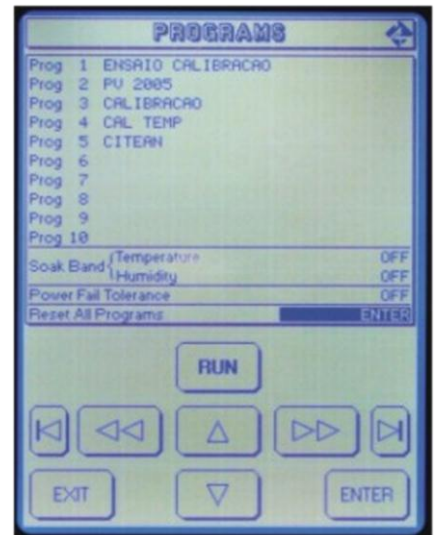 PROGRAMS
Prog 1 ENSAIO CALIBRACAO
Prog 2 PV 2005
Prog 3 CALIBRACAO
Prog 4 CAL TEMP
Prog 5 CITEAN
Prog 6
Prog 7
Prog 8
Prog 9
Prog 10
Soak Band { Temperature OFF
Humidity OFF
Power Fail Tolerance OFF
Reset All Programs ENTER
RUN
EXIT
ENTER